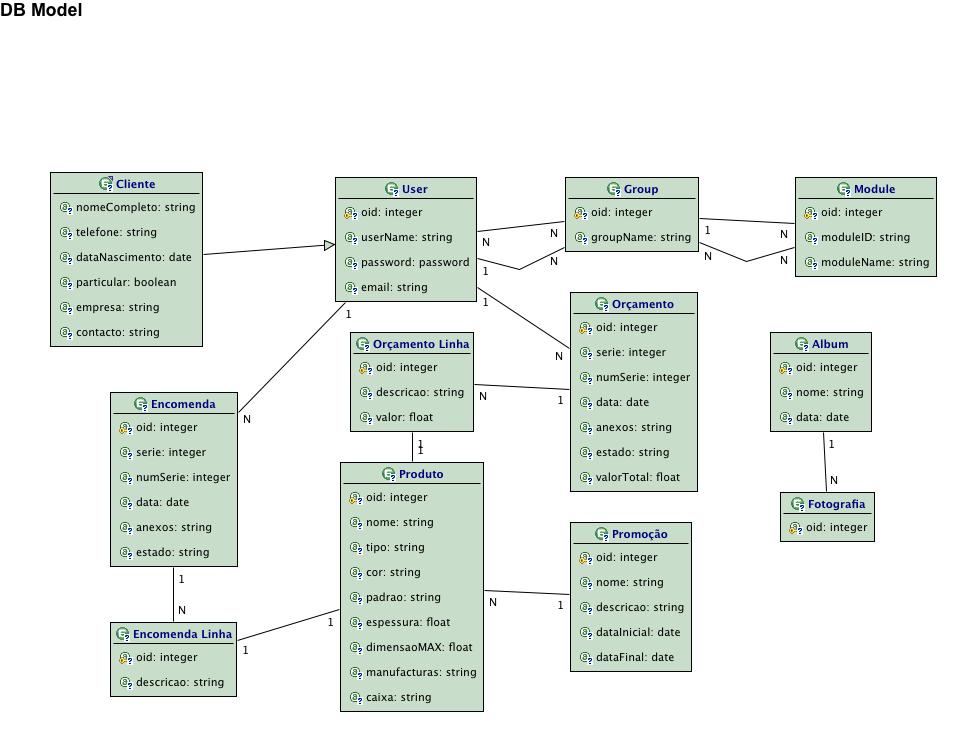 DB Model
Cliente
nomeCompleto: string
telefone: string
dataNascimento: date
particular: boolean
empresa: string
contacto: string
User
oid: integer
userName: string
password: password
email: string
Group
oid: integer
groupName: string
Module
oid: integer
moduleID: string
moduleName: string
N
N
1
N
1
N
N
N
1
N
1
N
Orçamento Linha
oid: integer
descricao: string
valor: float
N
1
Orçamento
oid: integer
serie: integer
numSerie: integer
data: date
anexos: string
estado: string
valorTotal: float
Album
oid: integer
nome: string
data: date
1
N
Fotografia
oid: integer
Encomenda
oid: integer
serie: integer
numSerie: integer
data: date
anexos: string
estado: string
1
N
Encomenda Linha
oid: integer
descricao: string
1
1
1
1
Produto
oid: integer
nome: string
tipo: string
cor: string
padrao: string
espessura: float
dimensaoMAX: float
manufacturas: string
caixa: string
N
1
Promoção
oid: integer
nome: string
descricao: string
dataInicial: date
dataFinal: date